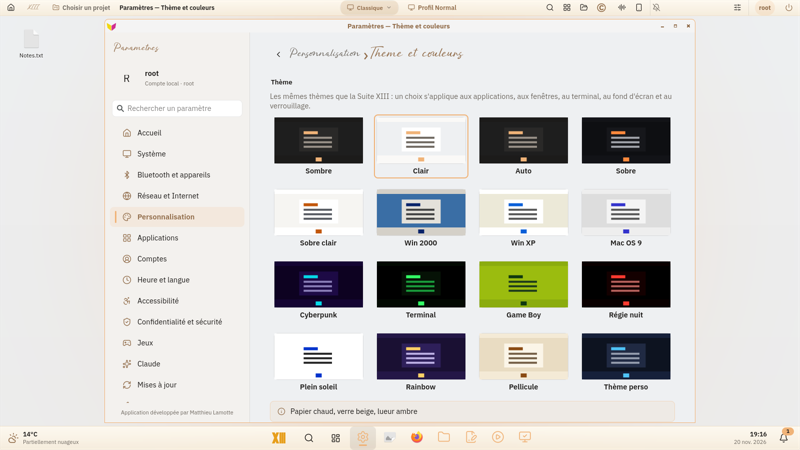 Choisir un projet
Paramètres — Thème et couleurs
Classique
Profil Normal
root
Notes.txt
Paramètres — Thème et couleurs
Paramètres
R
root
Compte local · root
Rechercher un paramètre
Accueil
Système
Bluetooth et appareils
Réseau et Internet
Personnalisation
Applications
Comptes
Heure et langue
Accessibilité
Confidentialité et sécurité
Jeux
Claude
Mises à jour
Application développée par Matthieu Lamotte
Personnalisation › Thème et couleurs
Thème
Les mêmes thèmes que la Suite XIII : un choix s'applique aux applications, aux fenêtres, au terminal, au fond d'écran et au
verrouillage.
Sombre
Clair
Auto
Sobre
Sobre clair
Win 2000
Win XP
Mac OS 9
Cyberpunk
Terminal
Game Boy
Régie nuit
Plein soleil
Rainbow
Pellicule
Thème perso
Papier chaud, verre beige, lueur ambre
14°C
Partiellement nuageux
XIII
19:16
20 nov. 2026
1